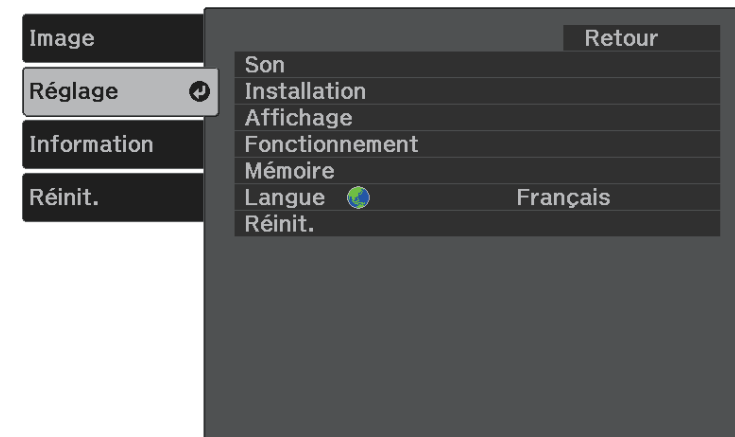 Image
Réglage
Information
Réinit.
Retour
Son
Installation
Affichage
Fonctionnement
Mémoire
Langue Français
Réinit.